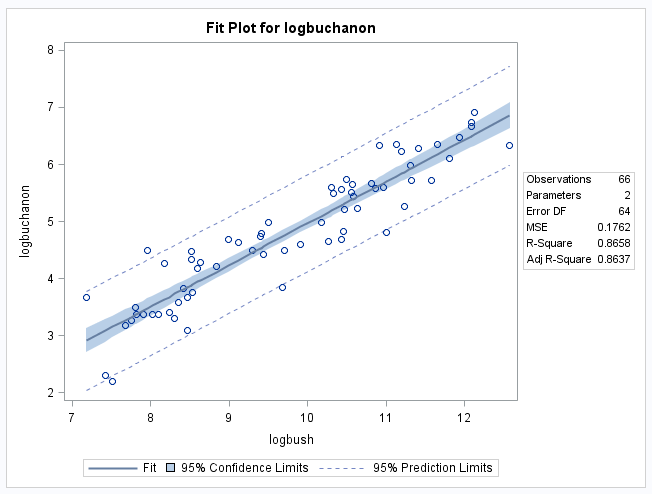 Fit Plot for logbuchanon
8
7
6
5
4
3
2
logbuchanon
7 8 9 10 11 12
logbush
Observations 66
Parameters 2
Error DF 64
MSE 0.1762
R-Square 0.8658
Adj R-Square 0.8637
Fit 95% Confidence Limits 95% Prediction Limits